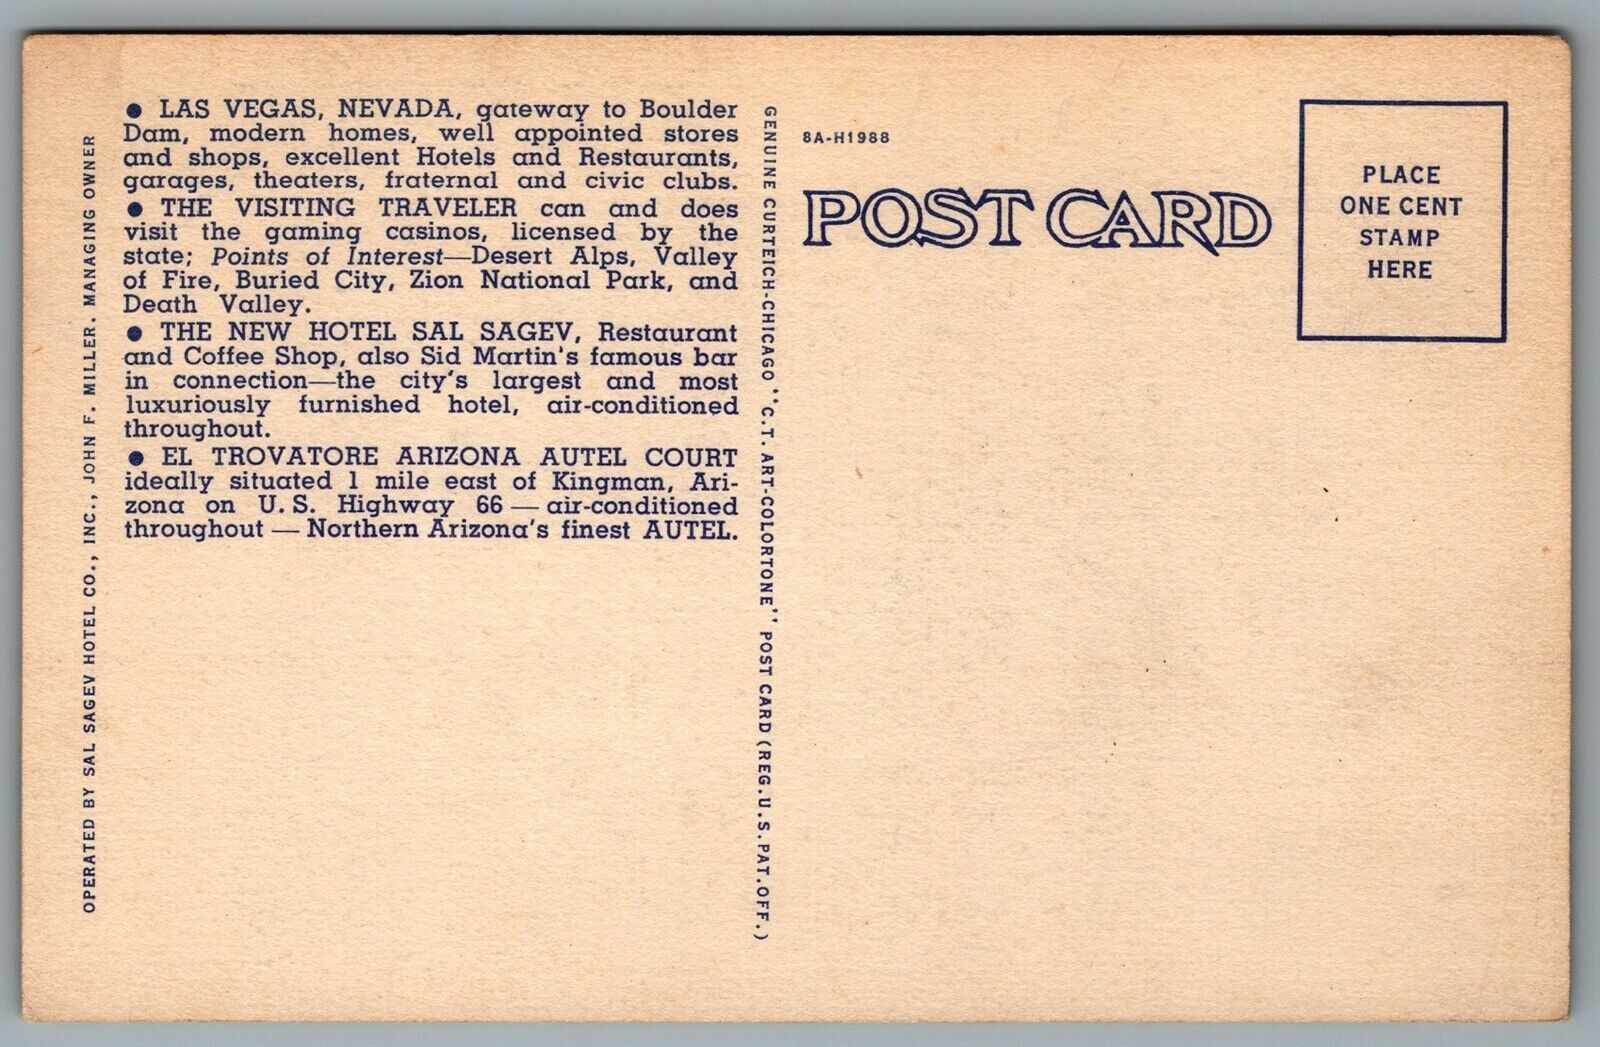 ● LAS VEGAS, NEVADA, gateway to Boulder
Dam, modern homes, well appointed stores
and shops, excellent Hotels and Restaurants,
garages, theaters, fraternal and civic clubs.
● THE VISITING TRAVELER can and does
visit the gaming casinos, licensed by the
state; Points of Interest—Desert Alps, Valley
of Fire, Buried City, Zion National Park, and
Death Valley.
● THE NEW HOTEL SAL SAGEV, Restaurant
and Coffee Shop, also Sid Martin's famous bar
in connection—the city's largest and most
luxuriously furnished hotel, air-conditioned
throughout.
● EL TROVATORE ARIZONA AUTEL COURT
ideally situated 1 mile east of Kingman, Ari-
zona on U.S. Highway 66 — air-conditioned
throughout — Northern Arizona's finest AUTEL.
OPERATED BY SAL SAGEV HOTEL CO., INC., JOHN F. MILLER. MANAGING OWNER
GENUINE CURTEICH-CHICAGO "C.T. ART-COLORTONE" POST CARD (REG.U.S.PAT.OFF.)
8A-H1988
POST CARD
PLACE
ONE CENT
STAMP
HERE